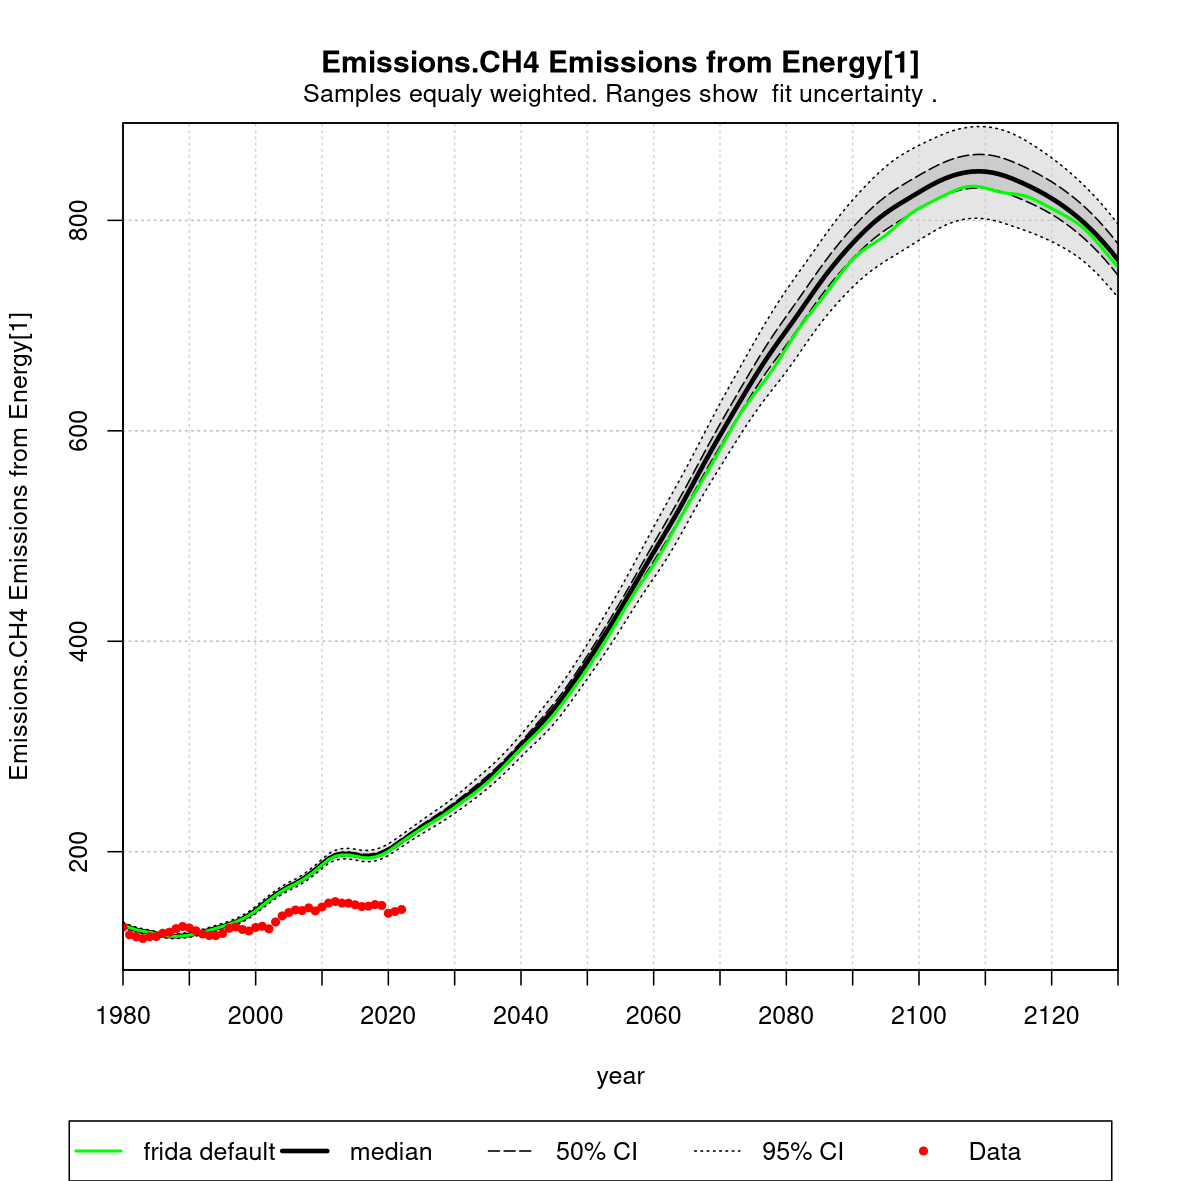 Emissions.CH4 Emissions from Energy[1]
Samples equaly weighted. Ranges show  fit uncertainty .
Emissions.CH4 Emissions from Energy[1]
800
600
400
200
1980 2000 2020 2040 2060 2080 2100 2120
year
frida default median 50% CI 95% CI Data